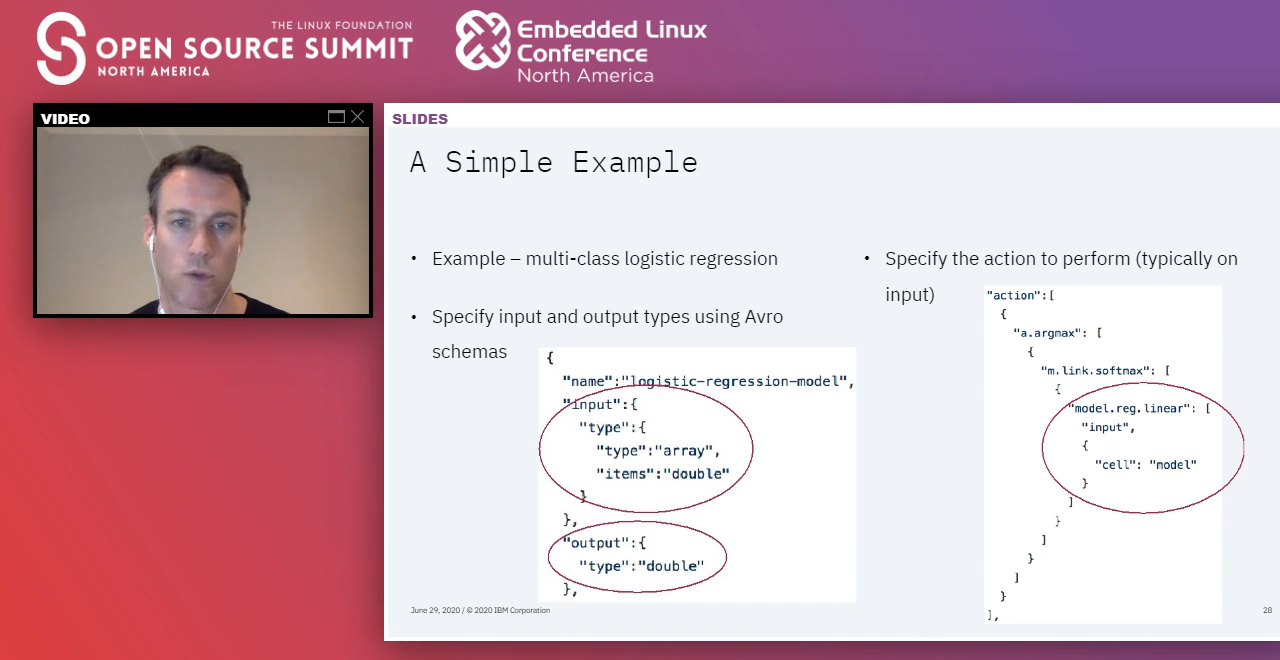 THE LINUX FOUNDATION
OPEN SOURCE SUMMIT
NORTH AMERICA
Embedded Linux
Conference
North America
VIDEO
SLIDES
A Simple Example
• Example – multi-class logistic regression
• Specify input and output types using Avro
schemas
{
"name":"logistic-regression-model",
"input":{
"type":{
"type":"array",
"items":"double"
}
},
"output":{
"type":"double"
},
• Specify the action to perform (typically on
input)
"action":[
{
"a.argmax": [
{
"m.link.softmax": [
{
"model.reg.linear": [
"input",
{
"cell": "model"
}
]
}
]
}
]
}
],
June 29, 2020 / © 2020 IBM Corporation
28